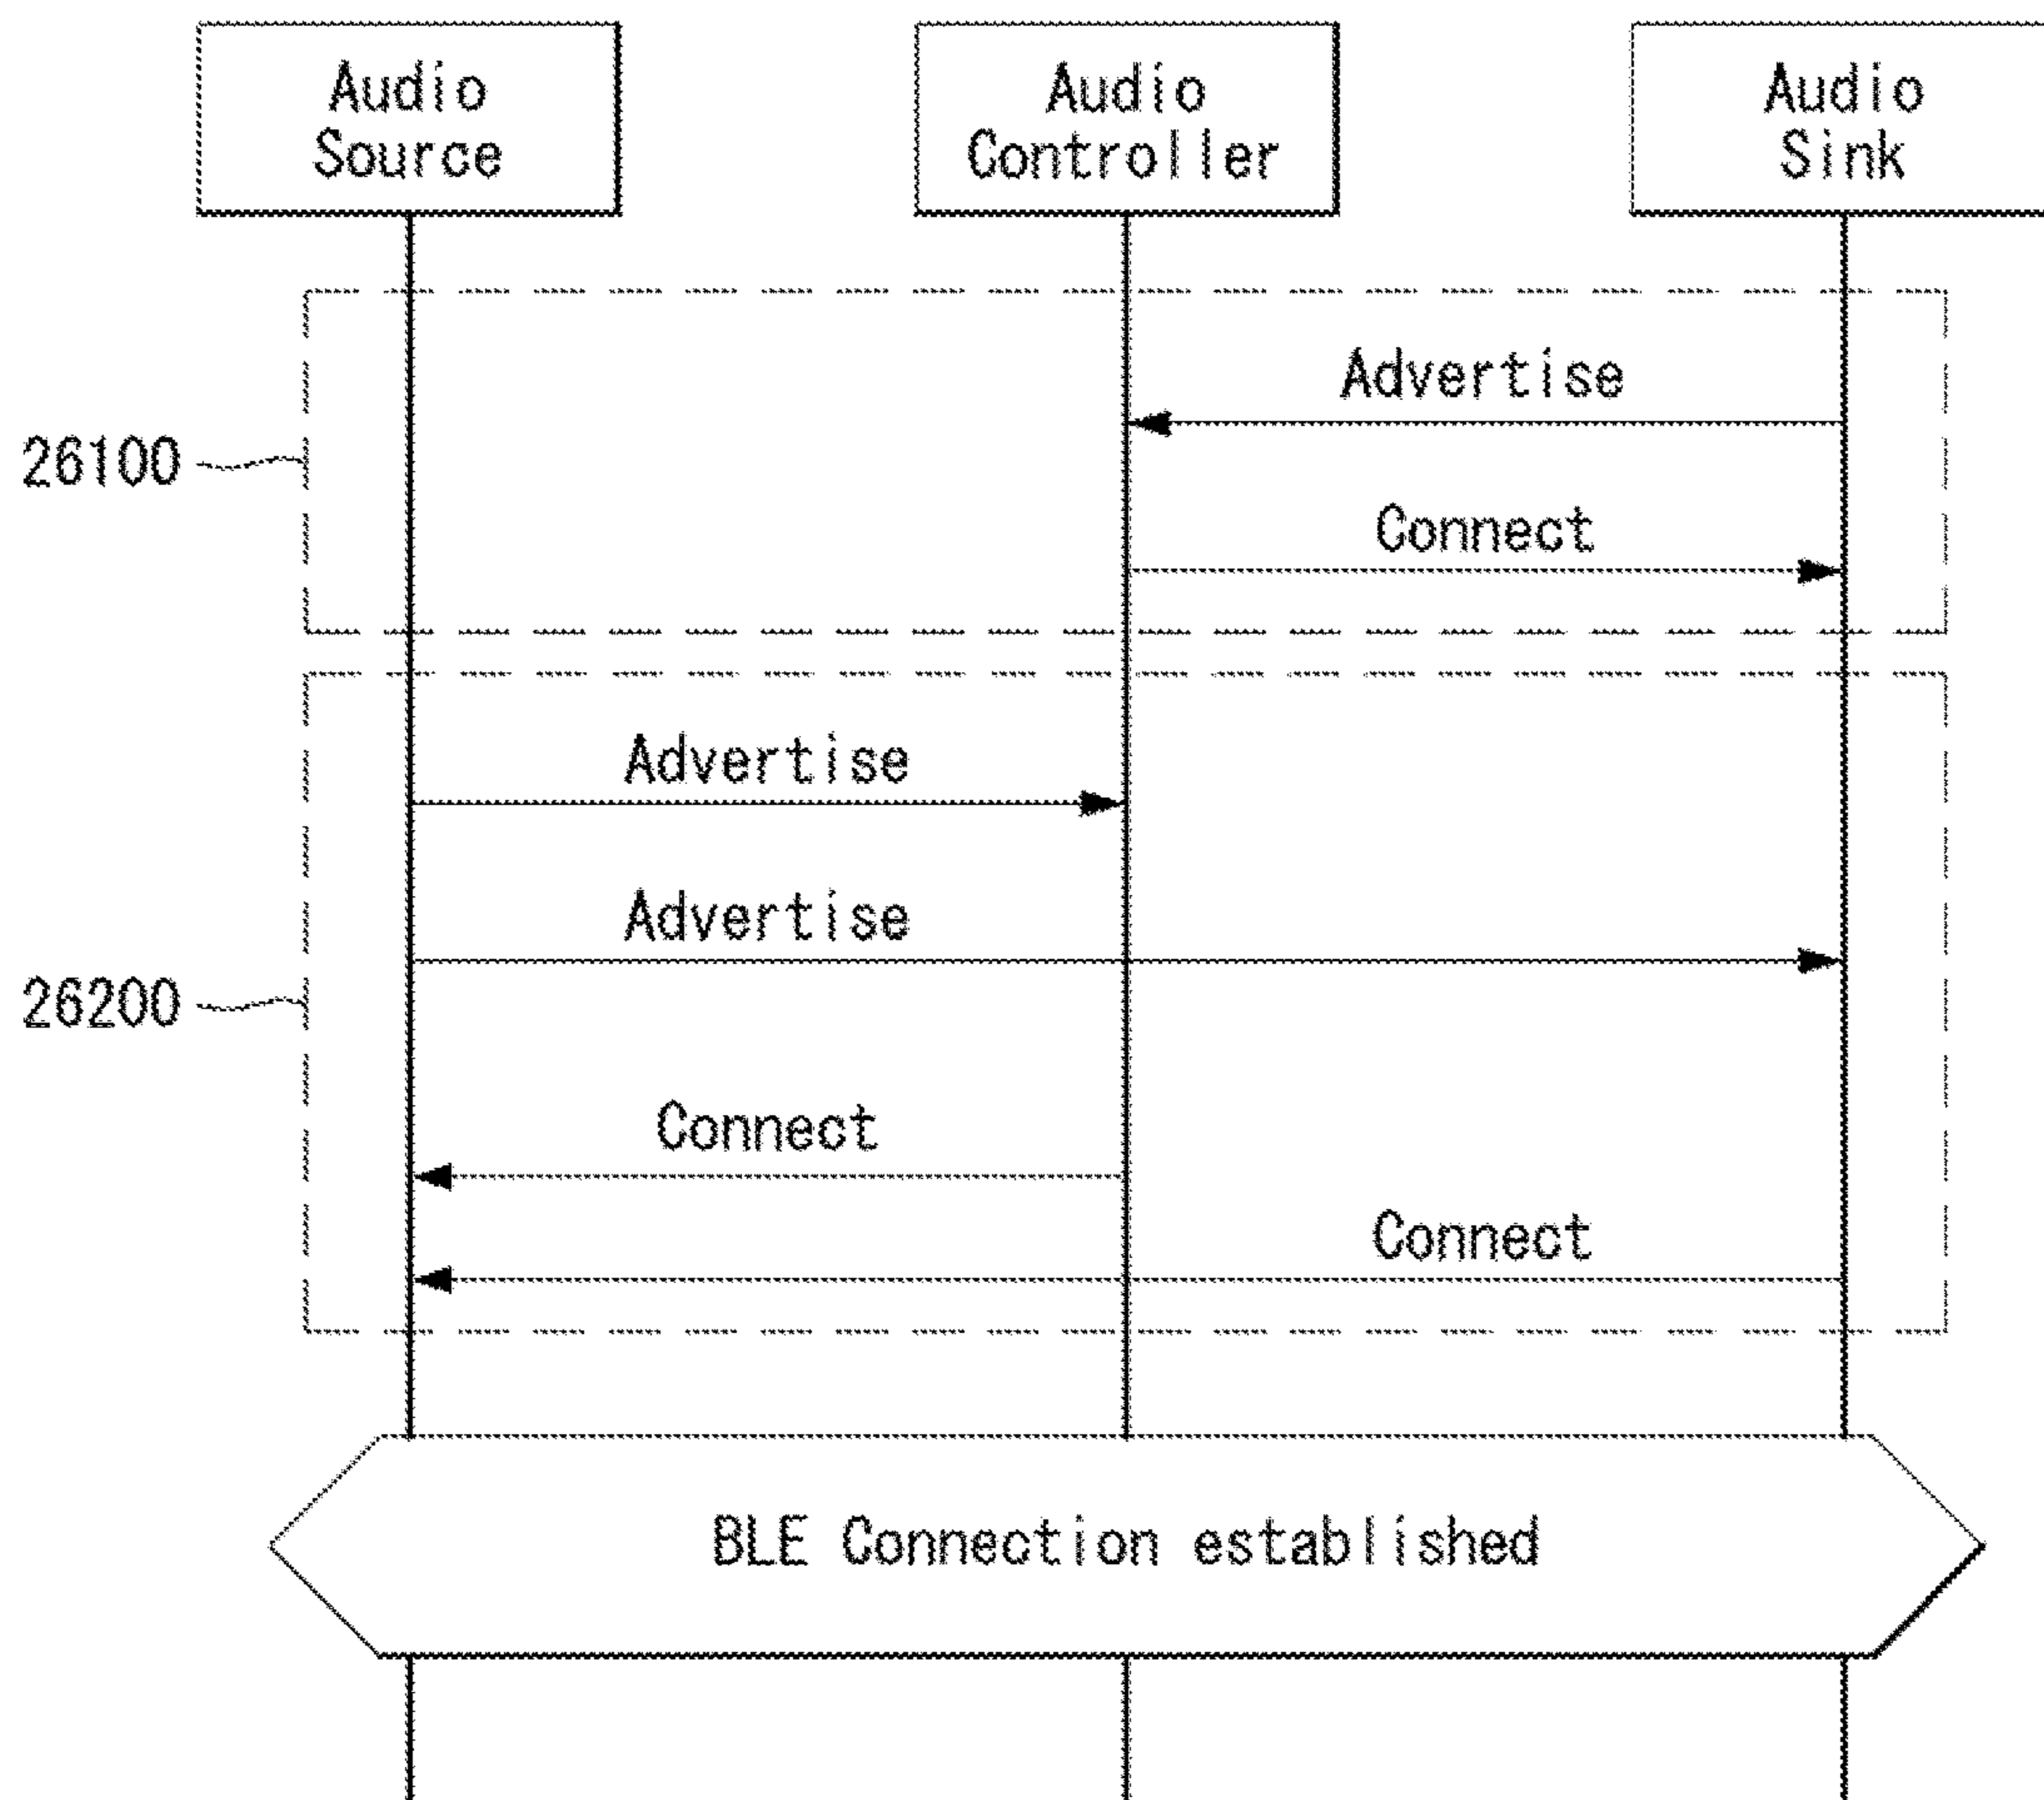 Audio
Source
Audio
Controller
Audio
Sink
Advertise
26100
Connect
Advertise
Advertise
26200
Connect
Connect
BLE Connection established